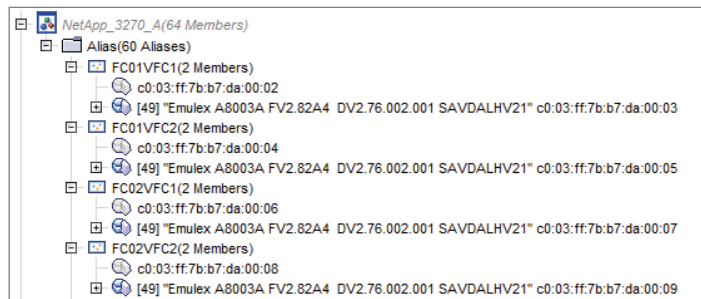 NetApp_3270_A(64 Members)
Alias(60 Aliases)
FC01VFC1(2 Members)
c0:03:ff:7b:b7:da:00:02
[49] "Emulex A8003A FV2.82A4 DV2.76.002.001 SAVDALHV21" c0:03:ff:7b:b7:da:00:03
FC01VFC2(2 Members)
c0:03:ff:7b:b7:da:00:04
[49] "Emulex A8003A FV2.82A4 DV2.76.002.001 SAVDALHV21" c0:03:ff:7b:b7:da:00:05
FC02VFC1(2 Members)
c0:03:ff:7b:b7:da:00:06
[49] "Emulex A8003A FV2.82A4 DV2.76.002.001 SAVDALHV21" c0:03:ff:7b:b7:da:00:07
FC02VFC2(2 Members)
c0:03:ff:7b:b7:da:00:08
[49] "Emulex A8003A FV2.82A4 DV2.76.002.001 SAVDALHV21" c0:03:ff:7b:b7:da:00:09